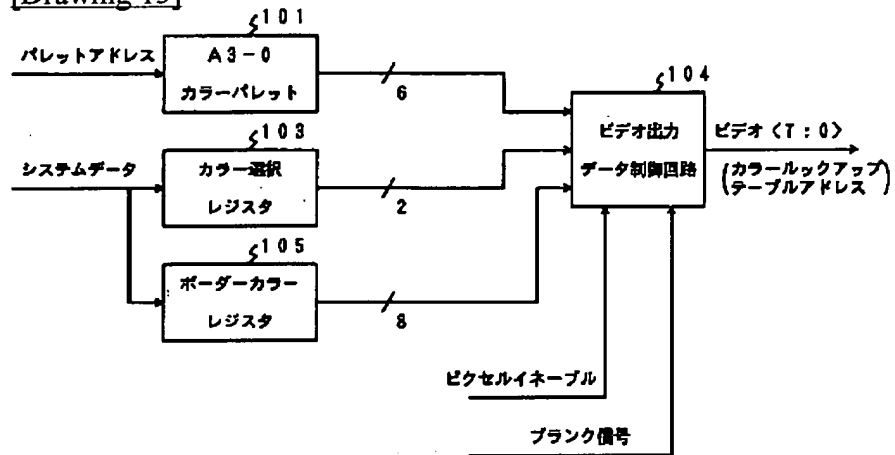 [Drawing 15]
101
パレットアドレス
A3-0
カラーパレット
6
103
システムデータ
カラー選択
レジスタ
2
105
ボーダーカラー
レジスタ
8
104
ビデオ出力
データ制御回路
ビデオ〈7:0〉
(カラールックアップ
テーブルアドレス)
ピクセルイネーブル
ブランク信号